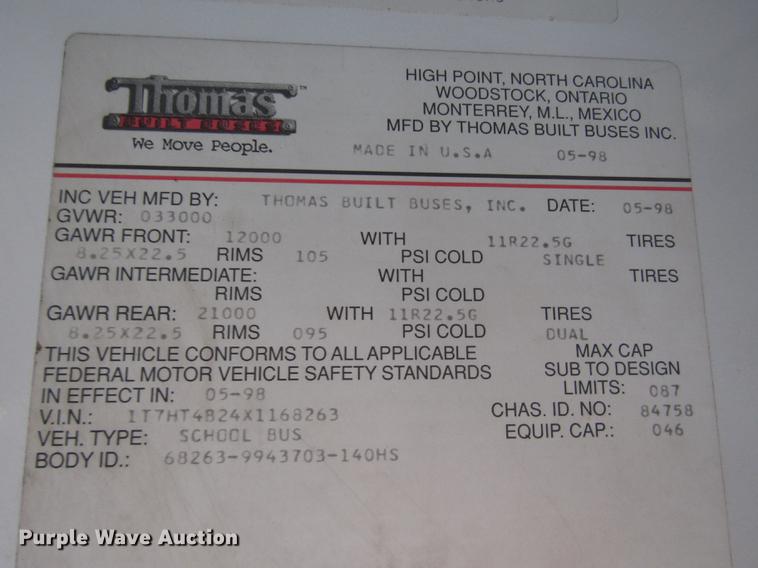 Thomas ™
BUILT BUSES
We Move People.
HIGH POINT, NORTH CAROLINA
WOODSTOCK, ONTARIO
MONTERREY, M.L., MEXICO
MFD BY THOMAS BUILT BUSES INC.
MADE IN U.S.A 05-98
INC VEH MFD BY: THOMAS BUILT BUSES, INC. DATE: 05-98
GVWR: 033000
GAWR FRONT: 12000 WITH 11R22.5G TIRES
8.25X22.5 RIMS 105 PSI COLD SINGLE
GAWR INTERMEDIATE: WITH TIRES
RIMS PSI COLD
GAWR REAR: 21000 WITH 11R22.5G TIRES
8.25X22.5 RIMS 095 PSI COLD DUAL
THIS VEHICLE CONFORMS TO ALL APPLICABLE MAX CAP
FEDERAL MOTOR VEHICLE SAFETY STANDARDS SUB TO DESIGN
IN EFFECT IN: 05-98 LIMITS: 087
V.I.N.: 1T7HT4B24X1168263 CHAS. ID. NO: 84758
VEH. TYPE: SCHOOL BUS EQUIP. CAP.: 046
BODY ID.: 68263-9943703-140HS
Purple Wave Auction